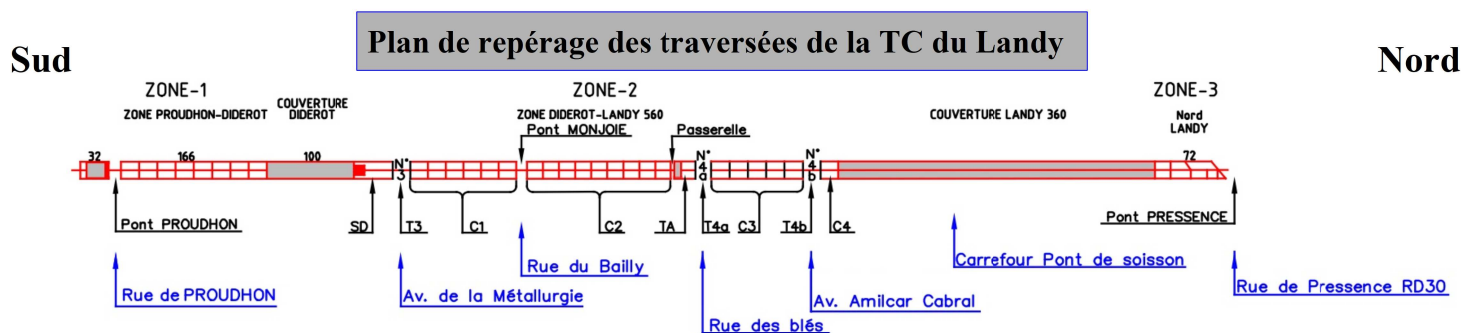 Plan de repérage des traversées de la TC du Landy
Sud
Nord
ZONE-1
ZONE-2
ZONE-3
ZONE PROUDHON-DIDEROT
COUVERTURE
DIDEROT
ZONE DIDEROT-LANDY 560
COUVERTURE LANDY 360
Nord
LANDY
Pont MONJOIE
Passerelle
32
166
100
N°
3
N°
4
a
N°
4
b
72
Pont PROUDHON
SD
T3
C1
C2
TA
T4a
C3
T4b
C4
Pont PRESSENCE
Rue de PROUDHON
Av. de la Métallurgie
Rue du Bailly
Rue des blés
Av. Amilcar Cabral
Carrefour Pont de soisson
Rue de Pressence RD30